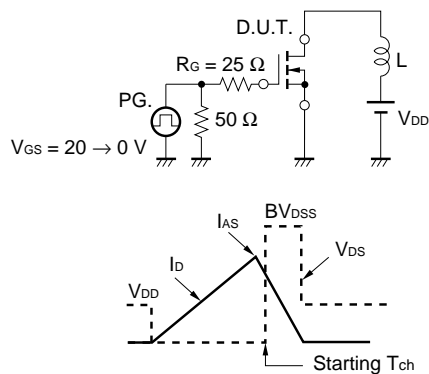 D.U.T.
RG = 25 Ω
L
PG.
50 Ω
VDD
VGS = 20 → 0 V
BVDSS
IAS
ID
VDS
VDD
Starting Tch